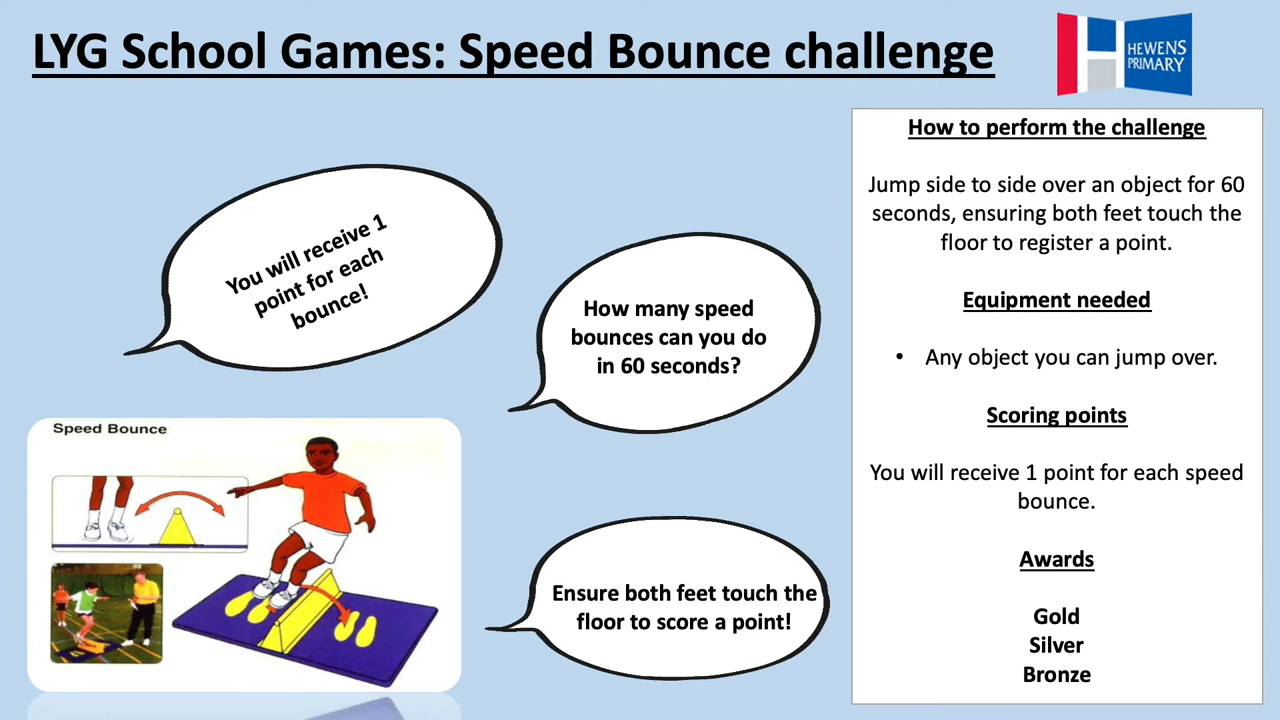 LYG School Games: Speed Bounce challenge
HEWENS
PRIMARY
You will receive 1
point for each
bounce!
How many speed
bounces can you do
in 60 seconds?
Speed Bounce
Ensure both feet touch the
floor to score a point!
How to perform the challenge
Jump side to side over an object for 60
seconds, ensuring both feet touch the
floor to register a point.
Equipment needed
• Any object you can jump over.
Scoring points
You will receive 1 point for each speed
bounce.
Awards
Gold
Silver
Bronze